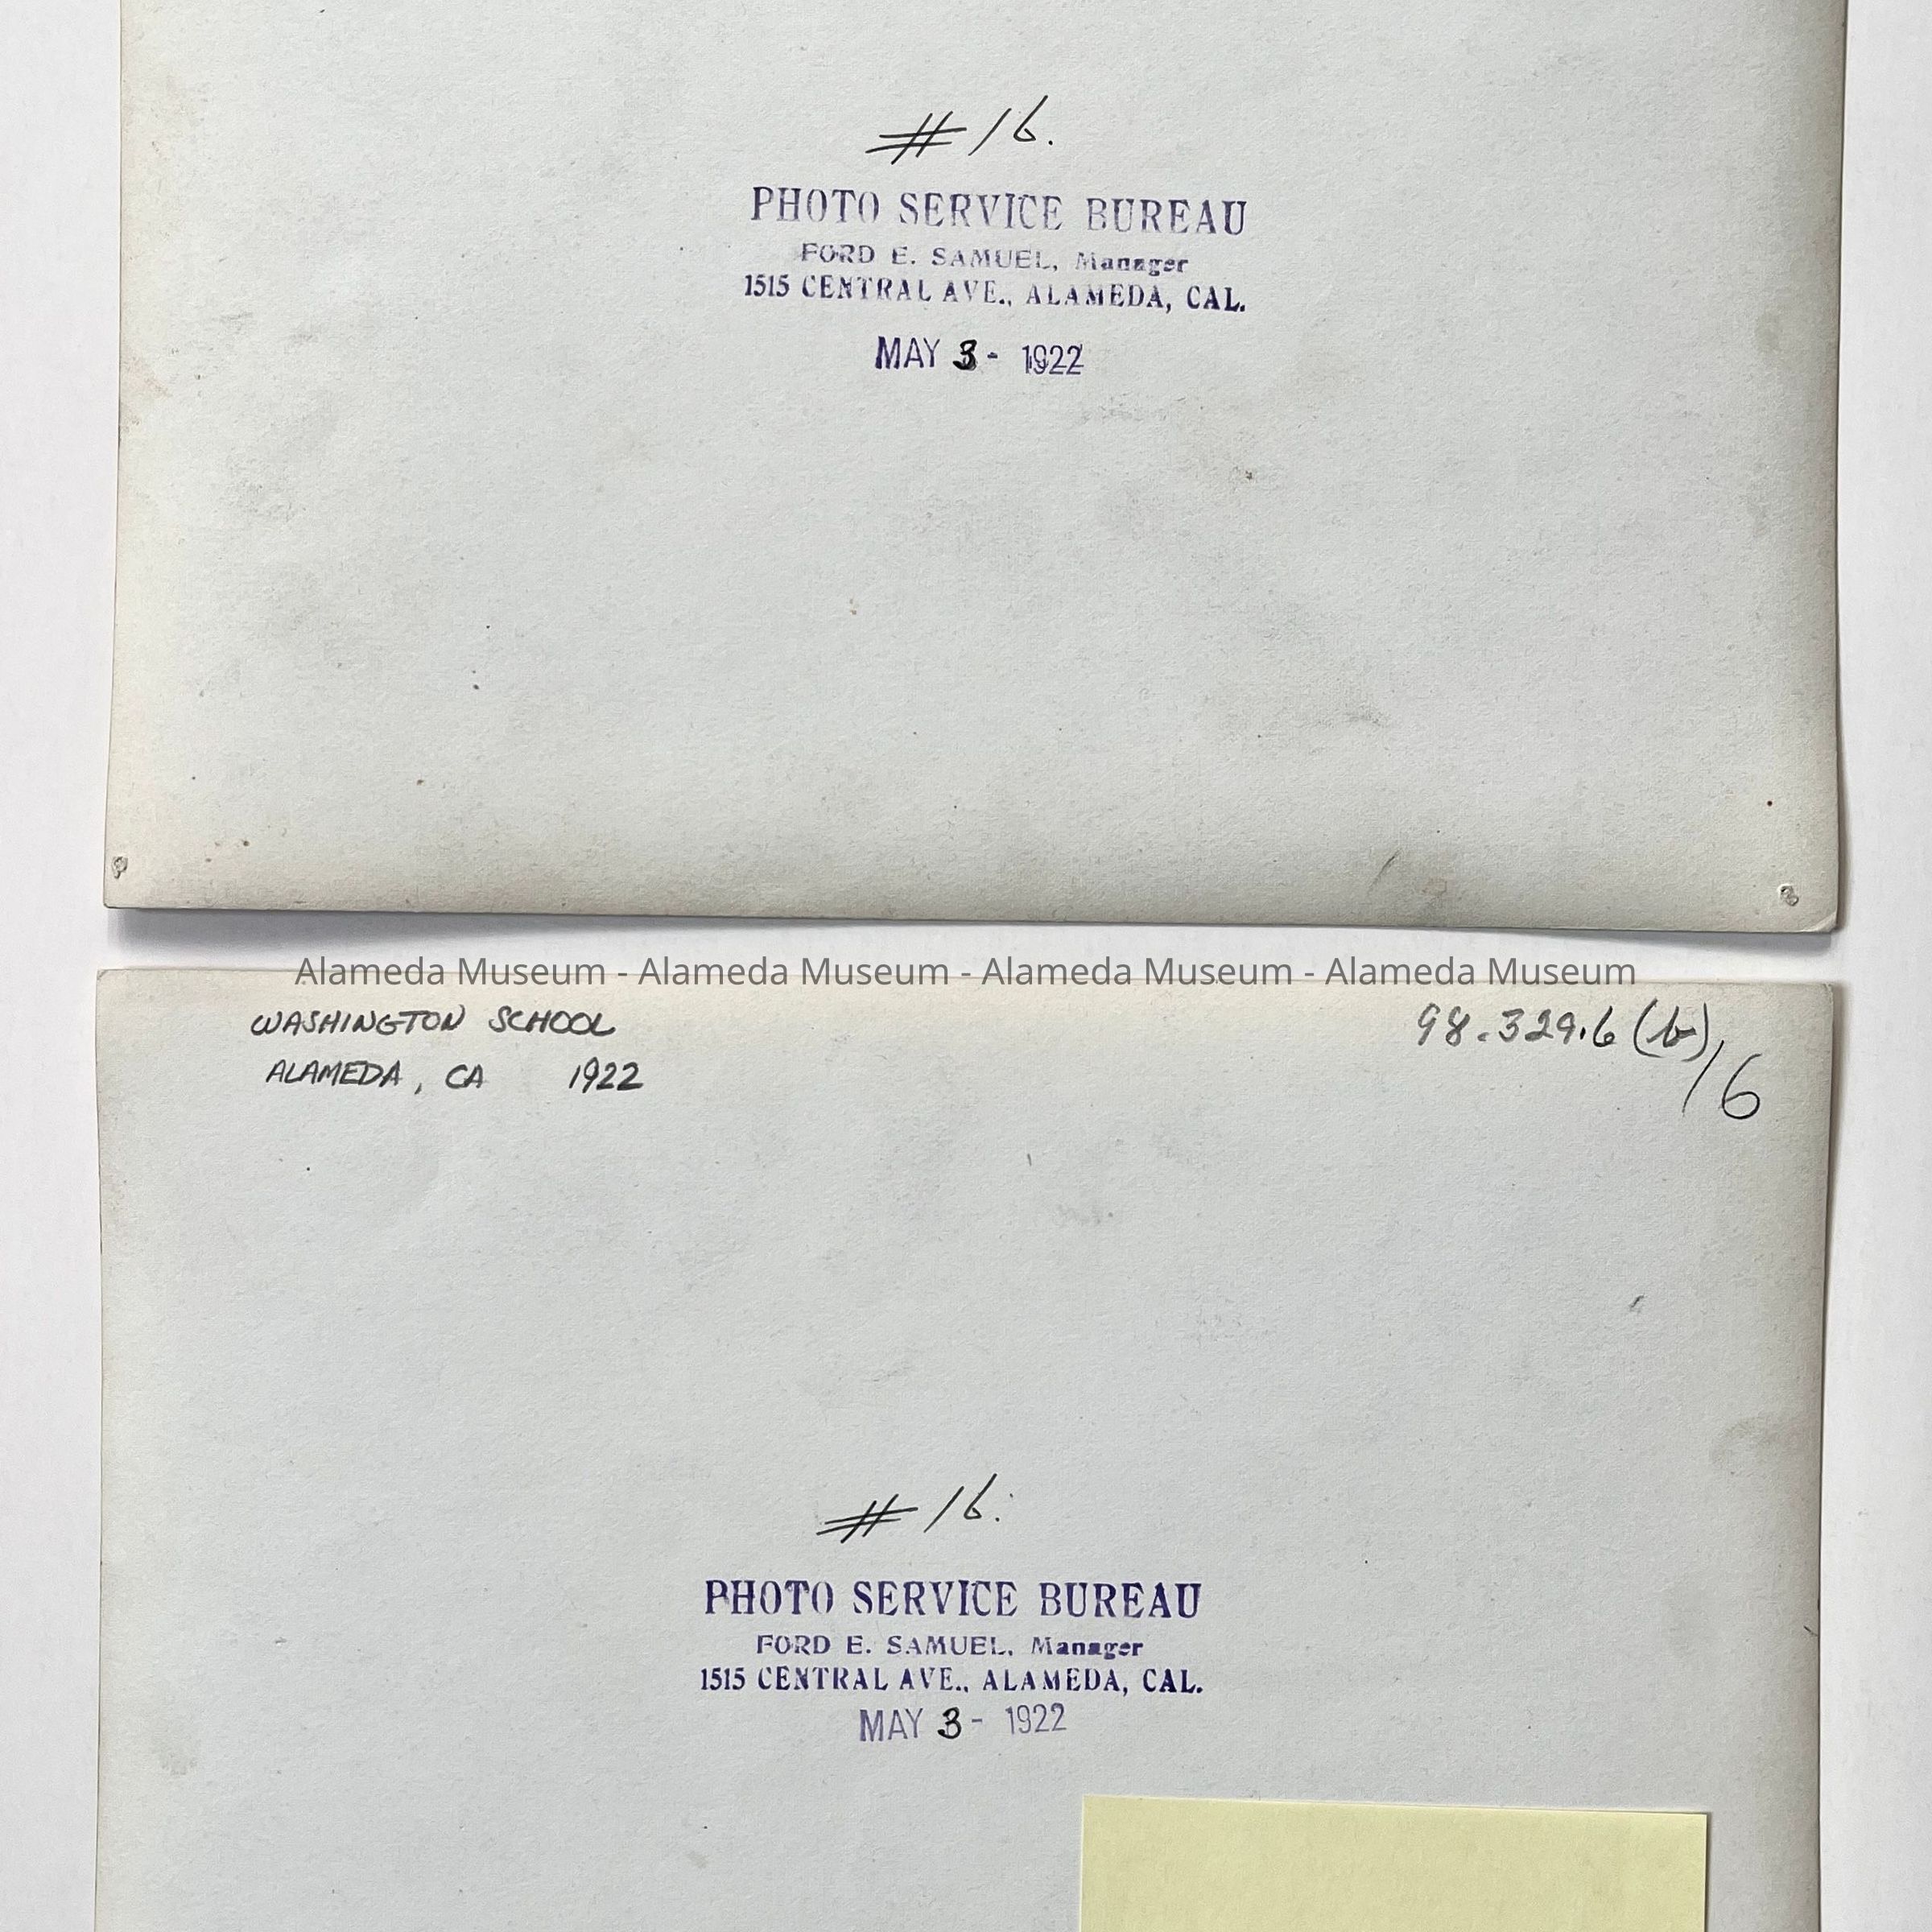 # 16.
PHOTO SERVICE BUREAU
FORD E. SAMUEL, Manager
1515 CENTRAL AVE., ALAMEDA, CAL.
MAY 3 - 1922
Alameda Museum - Alameda Museum - Alameda Museum - Alameda Museum
WASHINGTON SCHOOL
ALAMEDA, CA 1922
98.329.6 (b)
16
# 16.
PHOTO SERVICE BUREAU
FORD E. SAMUEL, Manager
1515 CENTRAL AVE., ALAMEDA, CAL.
MAY 3 - 1922